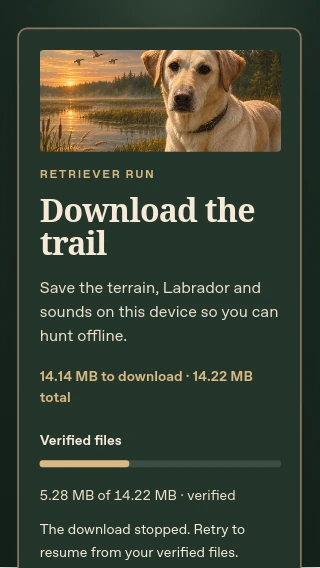 RETRIEVER RUN
Download the
trail
Save the terrain, Labrador and
sounds on this device so you can
hunt offline.
14.14 MB to download · 14.22 MB
total
Verified files
5.28 MB of 14.22 MB · verified
The download stopped. Retry to
resume from your verified files.